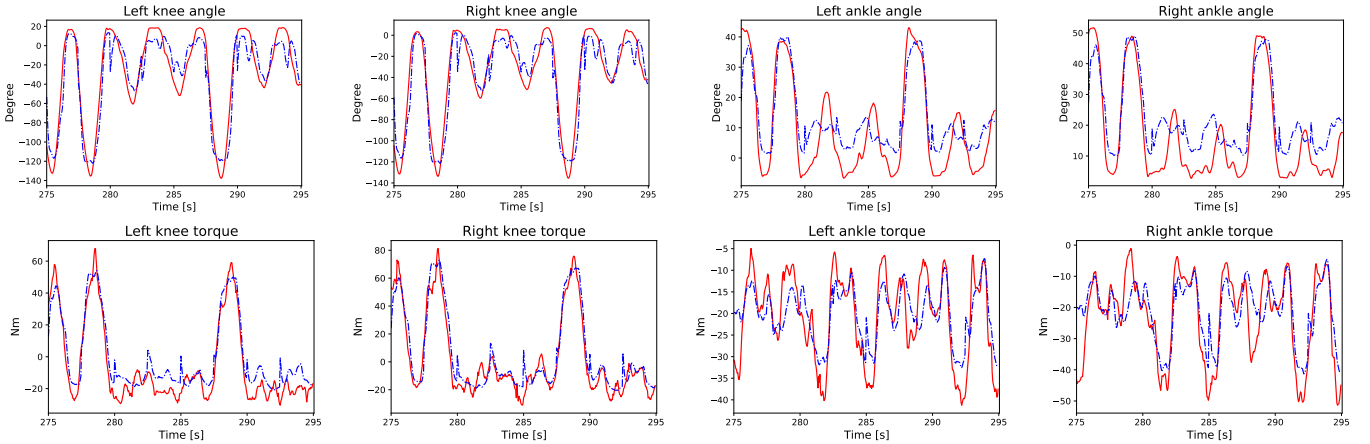 Left knee angle
Degree
20
0
−20
−40
−60
−80
−100
−120
−140
275 280 285 290 295
Time [s]
Right knee angle
Degree
0
−20
−40
−60
−80
−100
−120
−140
275 280 285 290 295
Time [s]
Left ankle angle
Degree
40
30
20
10
0
275 280 285 290 295
Time [s]
Right ankle angle
Degree
50
40
30
20
10
275 280 285 290 295
Time [s]
Left knee torque
Nm
60
40
20
0
−20
275 280 285 290 295
Time [s]
Right knee torque
Nm
80
60
40
20
0
−20
275 280 285 290 295
Time [s]
Left ankle torque
Nm
−5
−10
−15
−20
−25
−30
−35
−40
275 280 285 290 295
Time [s]
Right ankle torque
Nm
0
−10
−20
−30
−40
−50
275 280 285 290 295
Time [s]